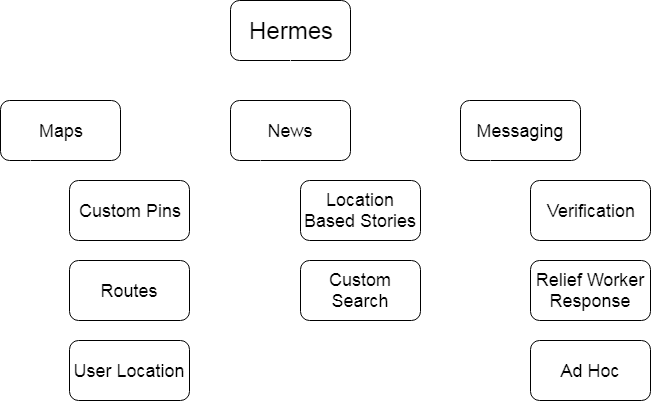 Hermes
Maps
News
Messaging
Custom Pins
Location
Based Stories
Verification
Routes
Custom
Search
Relief Worker
Response
User Location
Ad Hoc